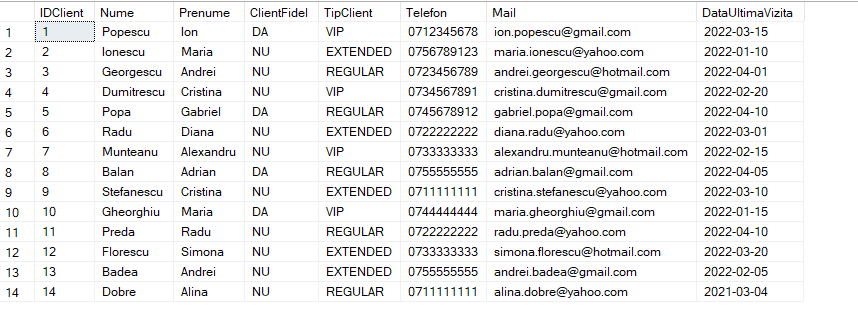 IDClient Nume Prenume ClientFidel TipClient Telefon Mail DataUltimaVizita
1 1 Popescu Ion DA VIP 0712345678 ion.popescu@gmail.com 2022-03-15
2 2 Ionescu Maria NU EXTENDED 0756789123 maria.ionescu@yahoo.com 2022-01-10
3 3 Georgescu Andrei NU REGULAR 0723456789 andrei.georgescu@hotmail.com 2022-04-01
4 4 Dumitrescu Cristina NU VIP 0734567891 cristina.dumitrescu@gmail.com 2022-02-20
5 5 Popa Gabriel DA REGULAR 0745678912 gabriel.popa@gmail.com 2022-04-10
6 6 Radu Diana NU EXTENDED 0722222222 diana.radu@yahoo.com 2022-03-01
7 7 Munteanu Alexandru NU VIP 0733333333 alexandru.munteanu@hotmail.com 2022-02-15
8 8 Balan Adrian DA REGULAR 0755555555 adrian.balan@gmail.com 2022-04-05
9 9 Stefanescu Cristina NU EXTENDED 0711111111 cristina.stefanescu@yahoo.com 2022-03-10
10 10 Gheorghiu Maria DA VIP 0744444444 maria.gheorghiu@gmail.com 2022-01-15
11 11 Preda Radu NU REGULAR 0722222222 radu.preda@yahoo.com 2022-04-10
12 12 Florescu Simona NU EXTENDED 0733333333 simona.florescu@hotmail.com 2022-03-20
13 13 Badea Andrei NU EXTENDED 0755555555 andrei.badea@gmail.com 2022-02-05
14 14 Dobre Alina NU REGULAR 0711111111 alina.dobre@yahoo.com 2021-03-04